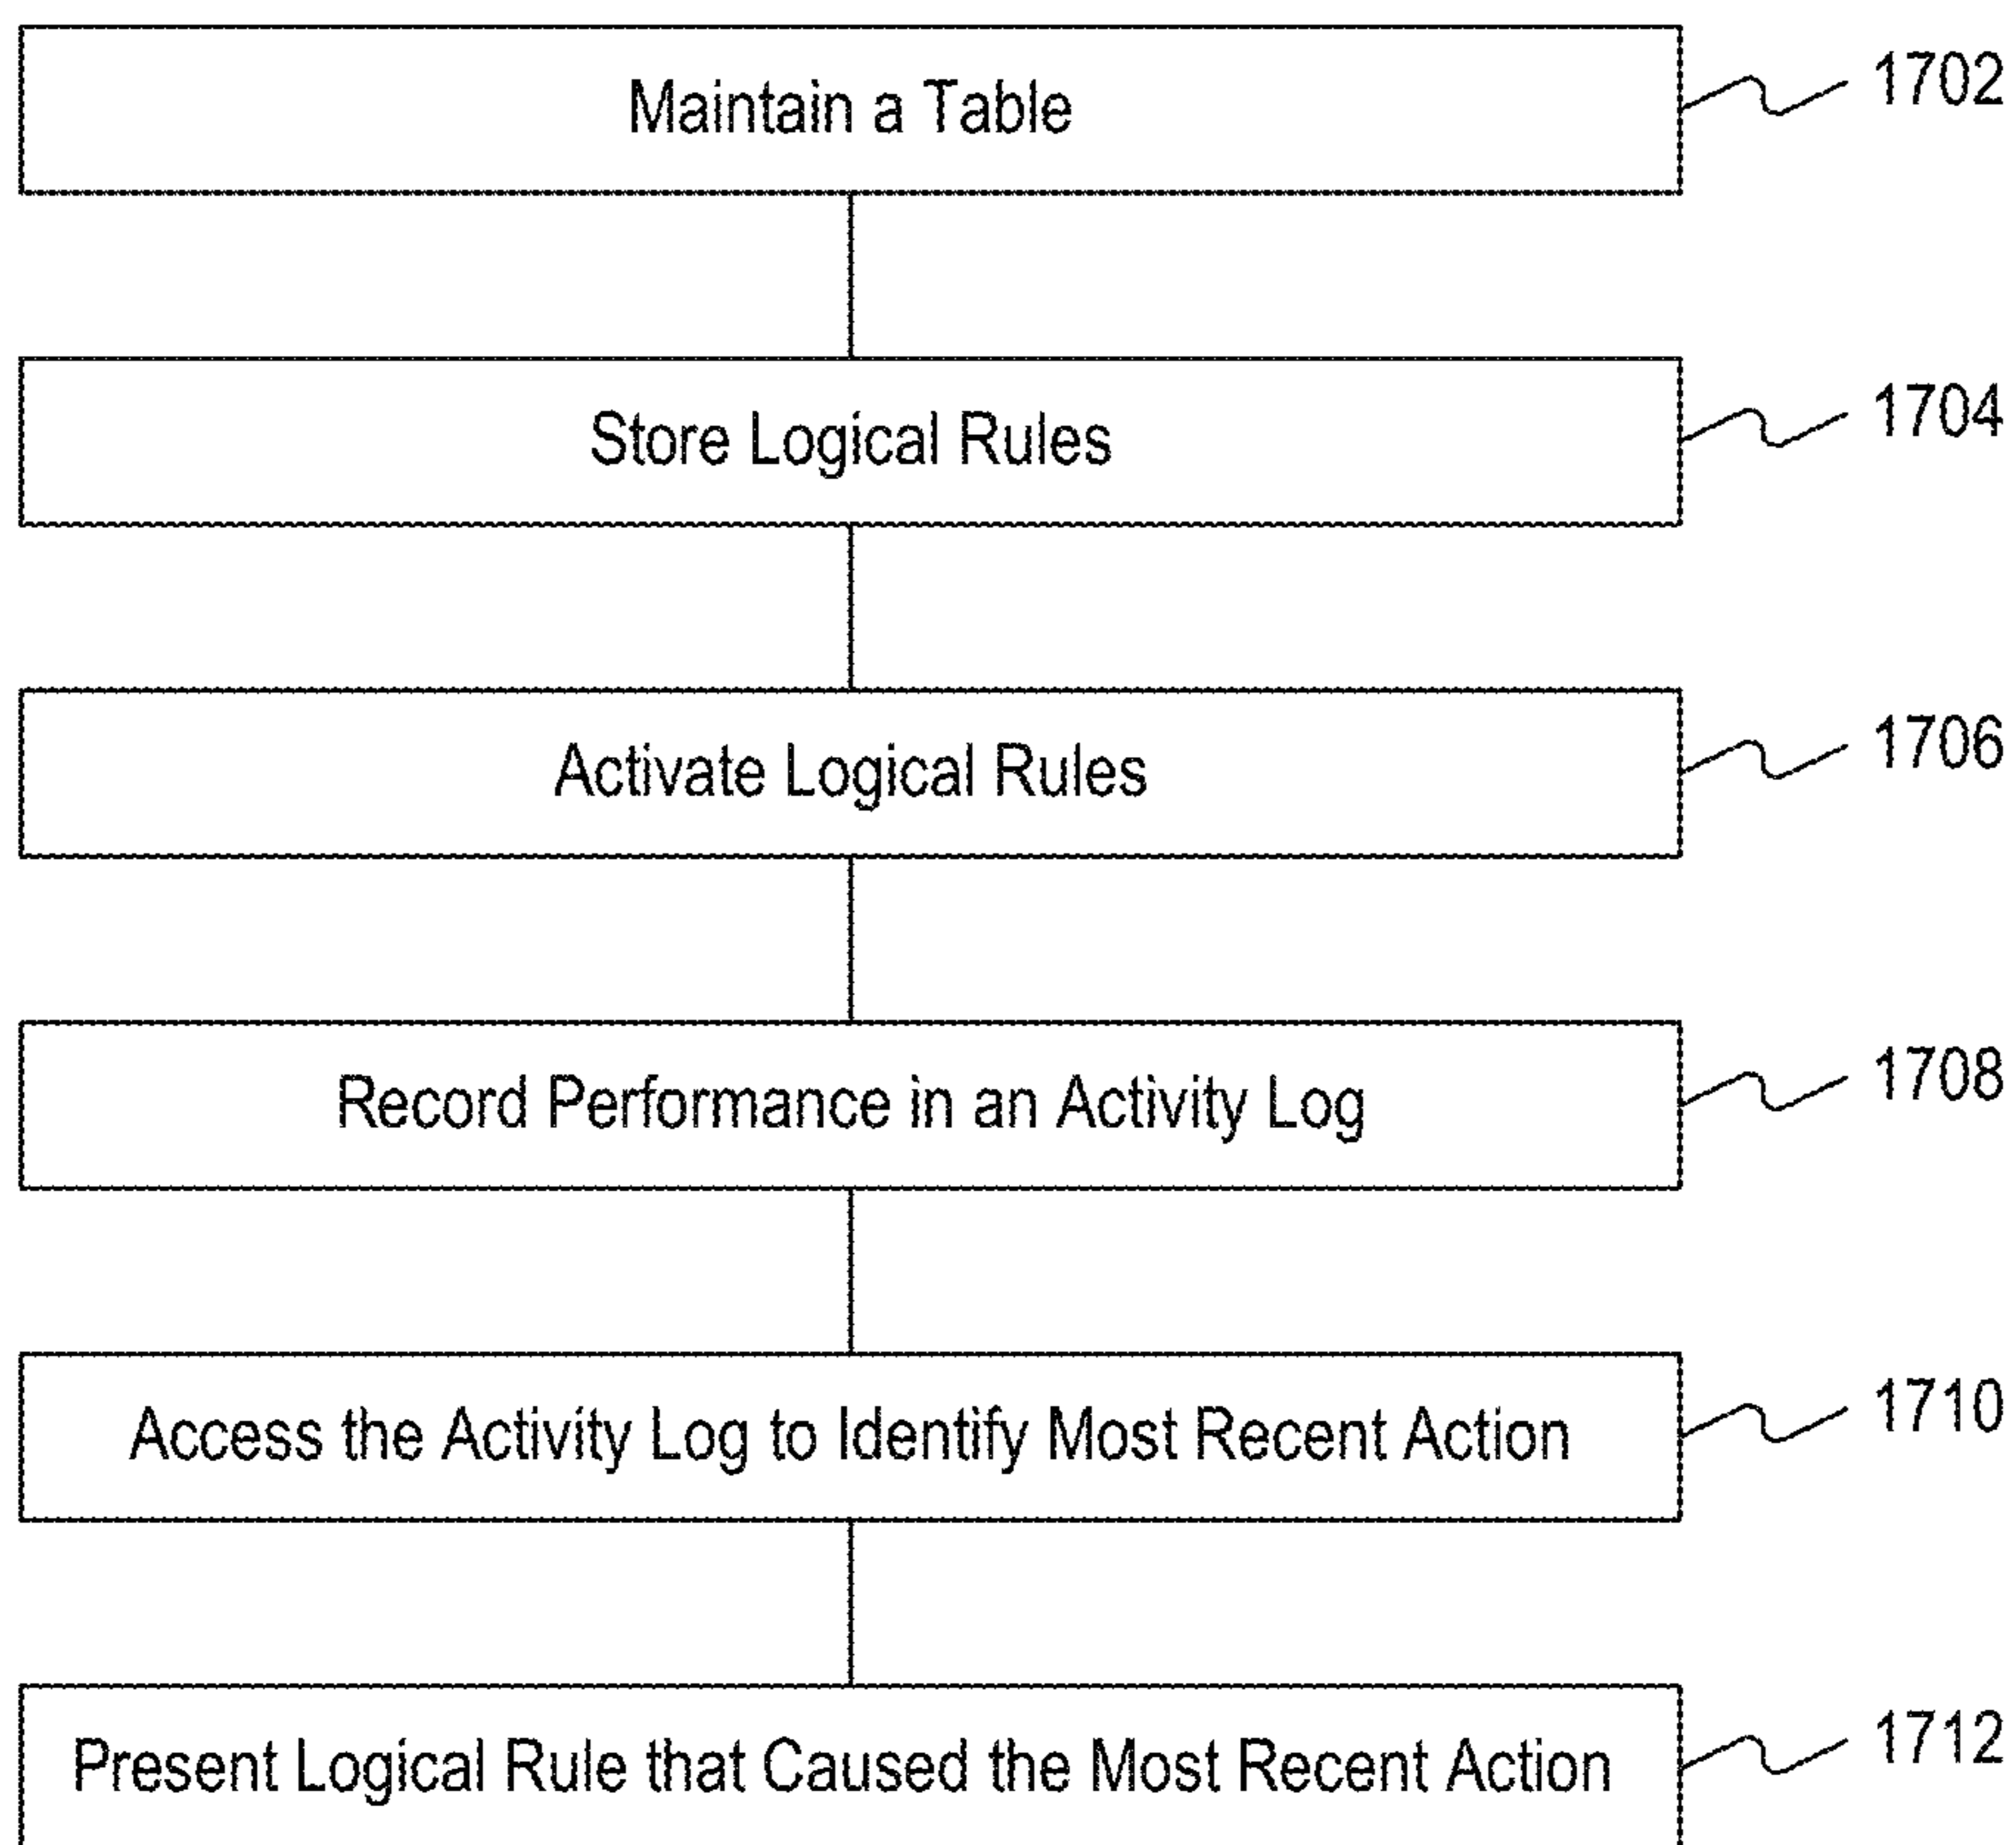 Maintain a Table
1702
Store Logical Rules
1704
Activate Logical Rules
1706
Record Performance in an Activity Log
1708
Access the Activity Log to Identify Most Recent Action
1710
Present Logical Rule that Caused the Most Recent Action
1712